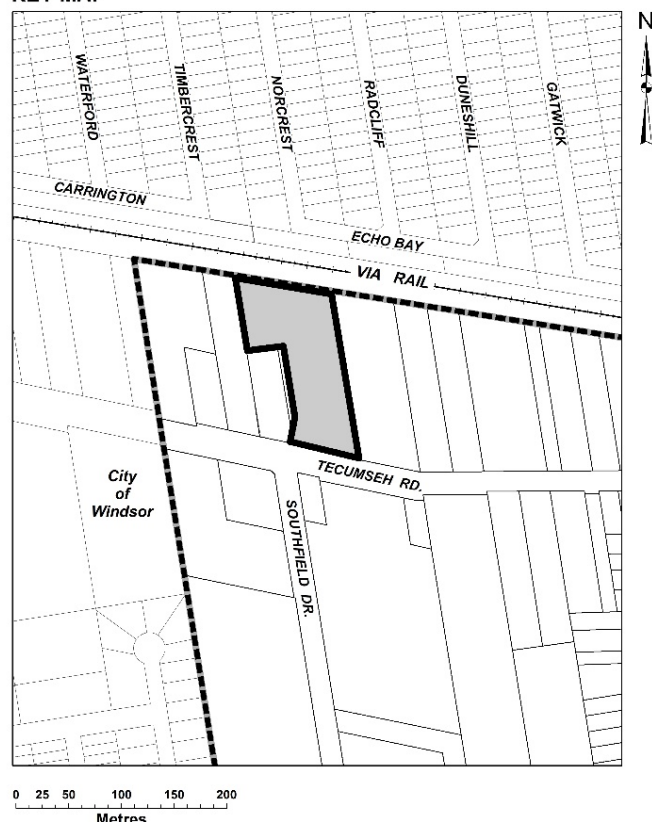 N
WATERFORD
TIMBERCREST
NORCREST
RADCLIFF
DUNESHILL
GATWICK
CARRINGTON
ECHO BAY
VIA RAIL
TECUMSEH RD.
City
of
Windsor
SOUTHFIELD DR.
0 25 50 100 150 200
Metres